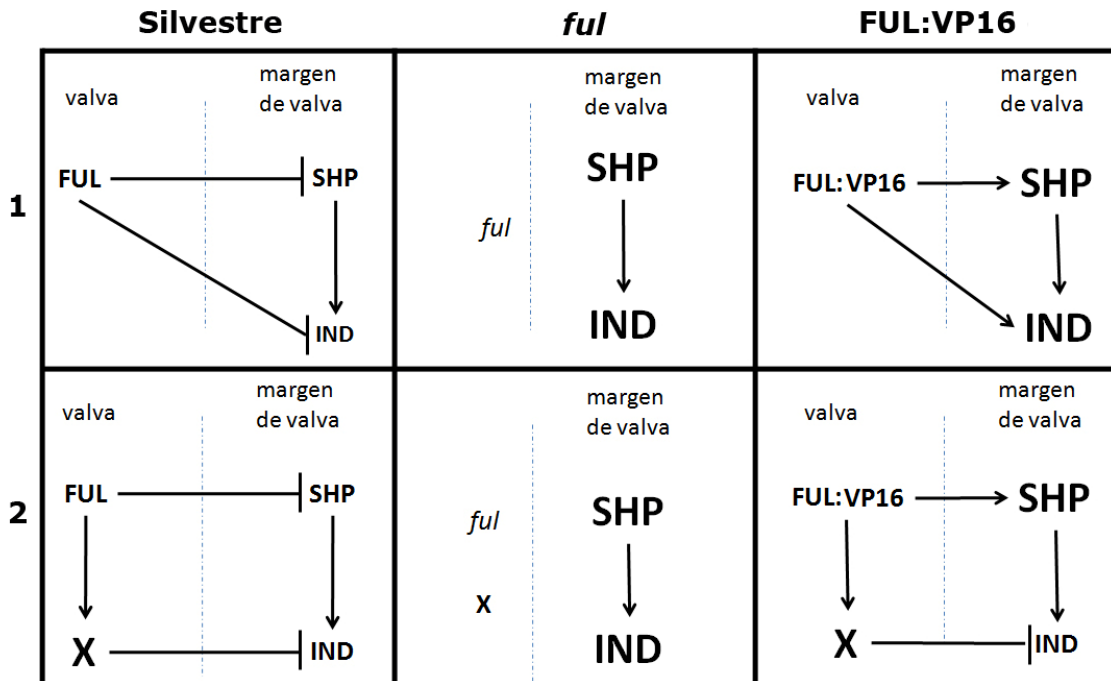 Silvestre
ful
FUL:VP16
1
valva
margen
de valva
FUL
SHP
IND
margen
de valva
SHP
ful
IND
valva
margen
de valva
FUL:VP16
SHP
IND
2
valva
margen
de valva
FUL
SHP
X
IND
margen
de valva
SHP
ful
X
IND
valva
margen
de valva
FUL:VP16
SHP
X
IND